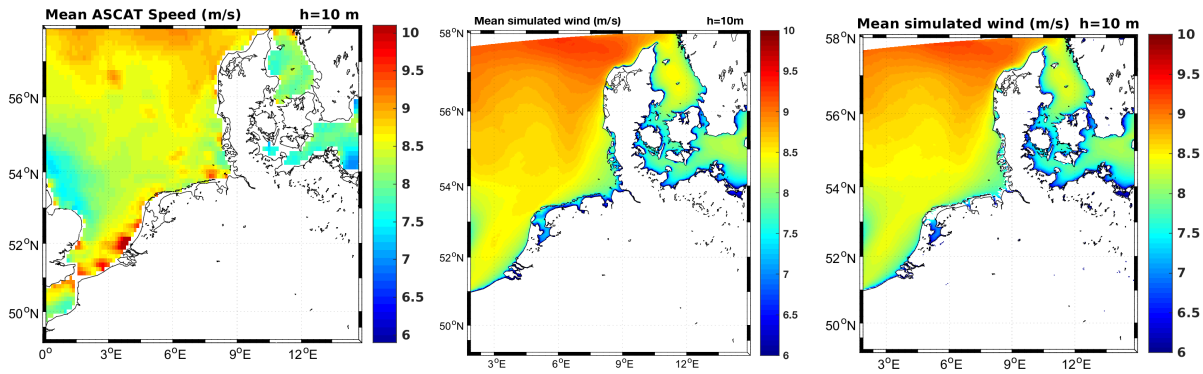 Mean ASCAT Speed (m/s) h=10 m
56°N
54°N
52°N
50°N
0° 3°E 6°E 9°E 12°E
10
9.5
9
8.5
8
7.5
7
6.5
6
Mean simulated wind (m/s) h=10m
58°N
56°N
54°N
52°N
50°N
3°E 6°E 9°E 12°E
10
9.5
9
8.5
8
7.5
7
6.5
6
Mean simulated wind (m/s) h=10 m
58°N
56°N
54°N
52°N
50°N
3°E 6°E 9°E 12°E
10
9.5
9
8.5
8
7.5
7
6.5
6